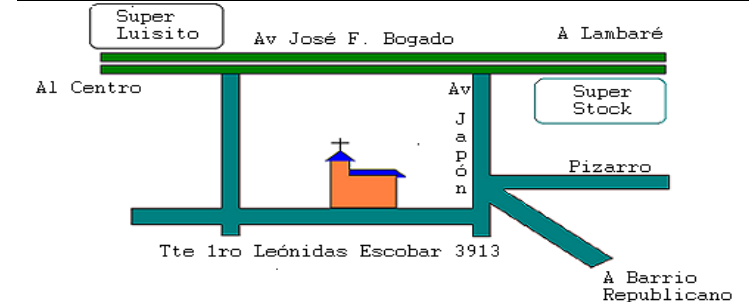 Super
Luisito
Av José F. Bogado
A Lambaré
Al Centro
Av
Japón
Super
Stock
Pizarro
Tte 1ro Leónidas Escobar 3913
A Barrio
Republicano